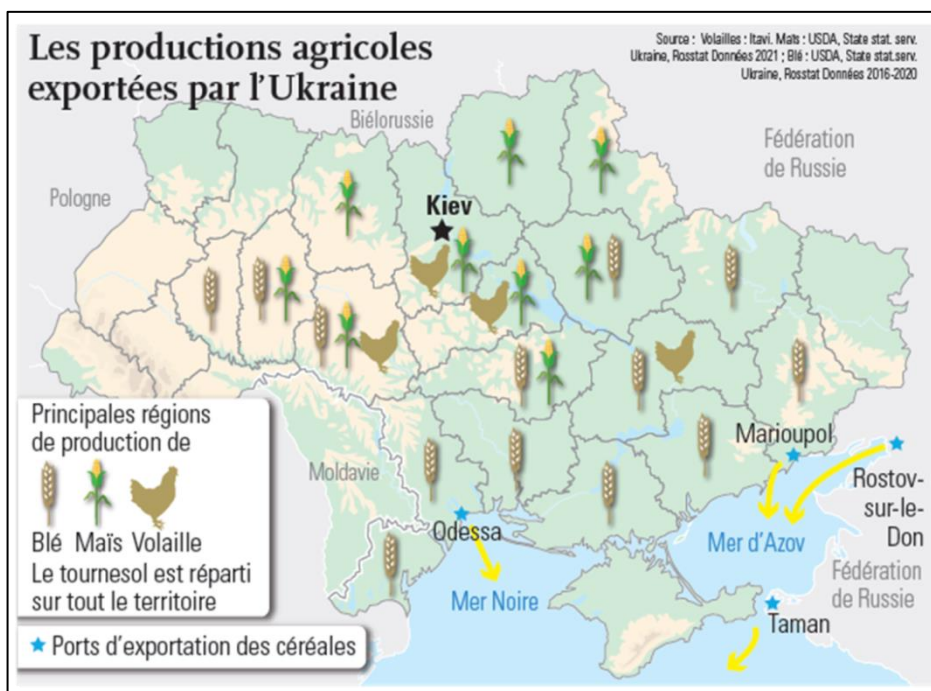 Les productions agricoles
exportées par l'Ukraine
Source : Volailles : Itavi. Maïs : USDA, State stat. serv.
Ukraine, Rosstat Données 2021 ; Blé : USDA, State stat.serv.
Ukraine, Rosstat Données 2016-2020
Biélorussie
Fédération
de Russie
Pologne
Kiev
Principales régions
de production de
Blé Maïs Volaille
Le tournesol est réparti
sur tout le territoire
Moldavie
Marioupol
Rostov-
sur-le-
Don
Odessa
Mer d'Azov
Mer Noire
Fédération
de Russie
Taman
Ports d'exportation des céréales